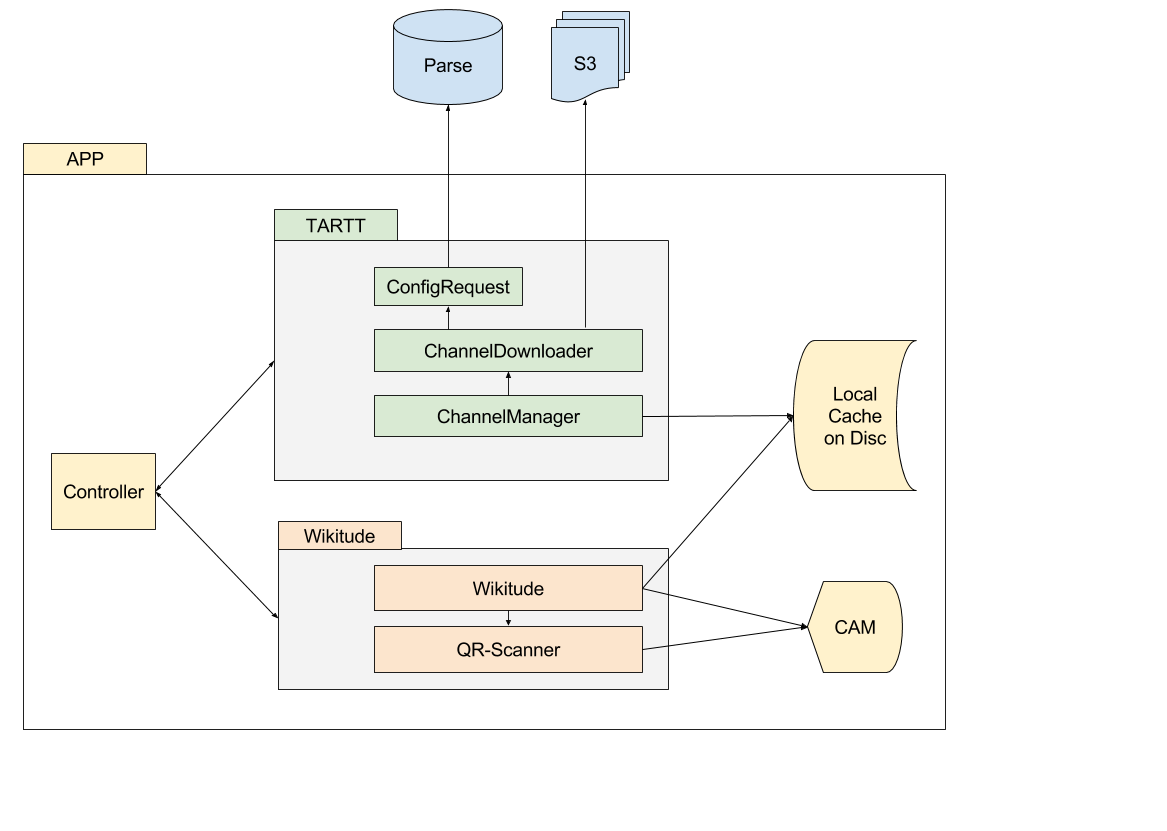 Parse
S3
APP
TARTT
ConfigRequest
ChannelDownloader
ChannelManager
Local
Cache
on Disc
Controller
Wikitude
Wikitude
QR-Scanner
CAM